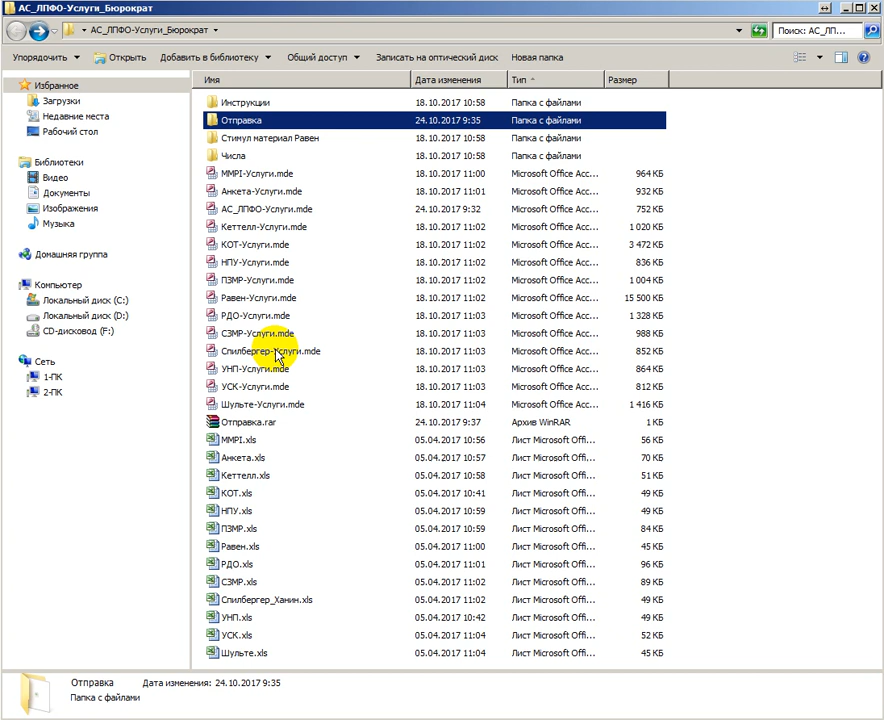 АС_ЛПФО-Услуги_Бюрократ
АС_ЛПФО-Услуги_Бюрократ
Поиск: АС_ЛП...
Упорядочить Открыть Добавить в библиотеку Общий доступ Записать на оптический диск Новая папка
Избранное
Загрузки
Недавние места
Рабочий стол
Библиотеки
Видео
Документы
Изображения
Музыка
Домашняя группа
Компьютер
Локальный диск (C:)
Локальный диск (D:)
CD-дисковод (F:)
Сеть
1-ПК
2-ПК
Имя Дата изменения Тип Размер
Инструкции 18.10.2017 10:58 Папка с файлами
Отправка 24.10.2017 9:35 Папка с файлами
Стимул материал Равен 18.10.2017 10:58 Папка с файлами
Числа 18.10.2017 10:58 Папка с файлами
MMPI-Услуги.mde 18.10.2017 11:00 Microsoft Office Acc... 964 КБ
Анкета-Услуги.mde 18.10.2017 11:01 Microsoft Office Acc... 932 КБ
АС_ЛПФО-Услуги.mde 24.10.2017 9:32 Microsoft Office Acc... 752 КБ
Кеттелл-Услуги.mde 18.10.2017 11:02 Microsoft Office Acc... 1 020 КБ
КОТ-Услуги.mde 18.10.2017 11:02 Microsoft Office Acc... 3 472 КБ
НПУ-Услуги.mde 18.10.2017 11:02 Microsoft Office Acc... 836 КБ
ПЗМР-Услуги.mde 18.10.2017 11:02 Microsoft Office Acc... 1 004 КБ
Равен-Услуги.mde 18.10.2017 11:02 Microsoft Office Acc... 15 500 КБ
РДО-Услуги.mde 18.10.2017 11:03 Microsoft Office Acc... 1 328 КБ
СЗМР-Услуги.mde 18.10.2017 11:03 Microsoft Office Acc... 988 КБ
Спилбергер-Услуги.mde 18.10.2017 11:03 Microsoft Office Acc... 852 КБ
УНП-Услуги.mde 18.10.2017 11:03 Microsoft Office Acc... 864 КБ
УСК-Услуги.mde 18.10.2017 11:03 Microsoft Office Acc... 812 КБ
Шульте-Услуги.mde 18.10.2017 11:04 Microsoft Office Acc... 1 416 КБ
Отправка.rar 24.10.2017 9:37 Архив WinRAR 1 КБ
MMPI.xls 05.04.2017 10:56 Лист Microsoft Offi... 56 КБ
Анкета.xls 05.04.2017 10:57 Лист Microsoft Offi... 70 КБ
Кеттелл.xls 05.04.2017 10:58 Лист Microsoft Offi... 51 КБ
КОТ.xls 05.04.2017 10:41 Лист Microsoft Offi... 49 КБ
НПУ.xls 05.04.2017 10:59 Лист Microsoft Offi... 49 КБ
ПЗМР.xls 05.04.2017 10:59 Лист Microsoft Offi... 84 КБ
Равен.xls 05.04.2017 11:00 Лист Microsoft Offi... 45 КБ
РДО.xls 05.04.2017 11:01 Лист Microsoft Offi... 96 КБ
СЗМР.xls 05.04.2017 11:02 Лист Microsoft Offi... 89 КБ
Спилбергер_Ханин.xls 05.04.2017 11:02 Лист Microsoft Offi... 49 КБ
УНП.xls 05.04.2017 10:42 Лист Microsoft Offi... 49 КБ
УСК.xls 05.04.2017 11:04 Лист Microsoft Offi... 52 КБ
Шульте.xls 05.04.2017 11:04 Лист Microsoft Offi... 45 КБ
Отправка Дата изменения: 24.10.2017 9:35
Папка с файлами